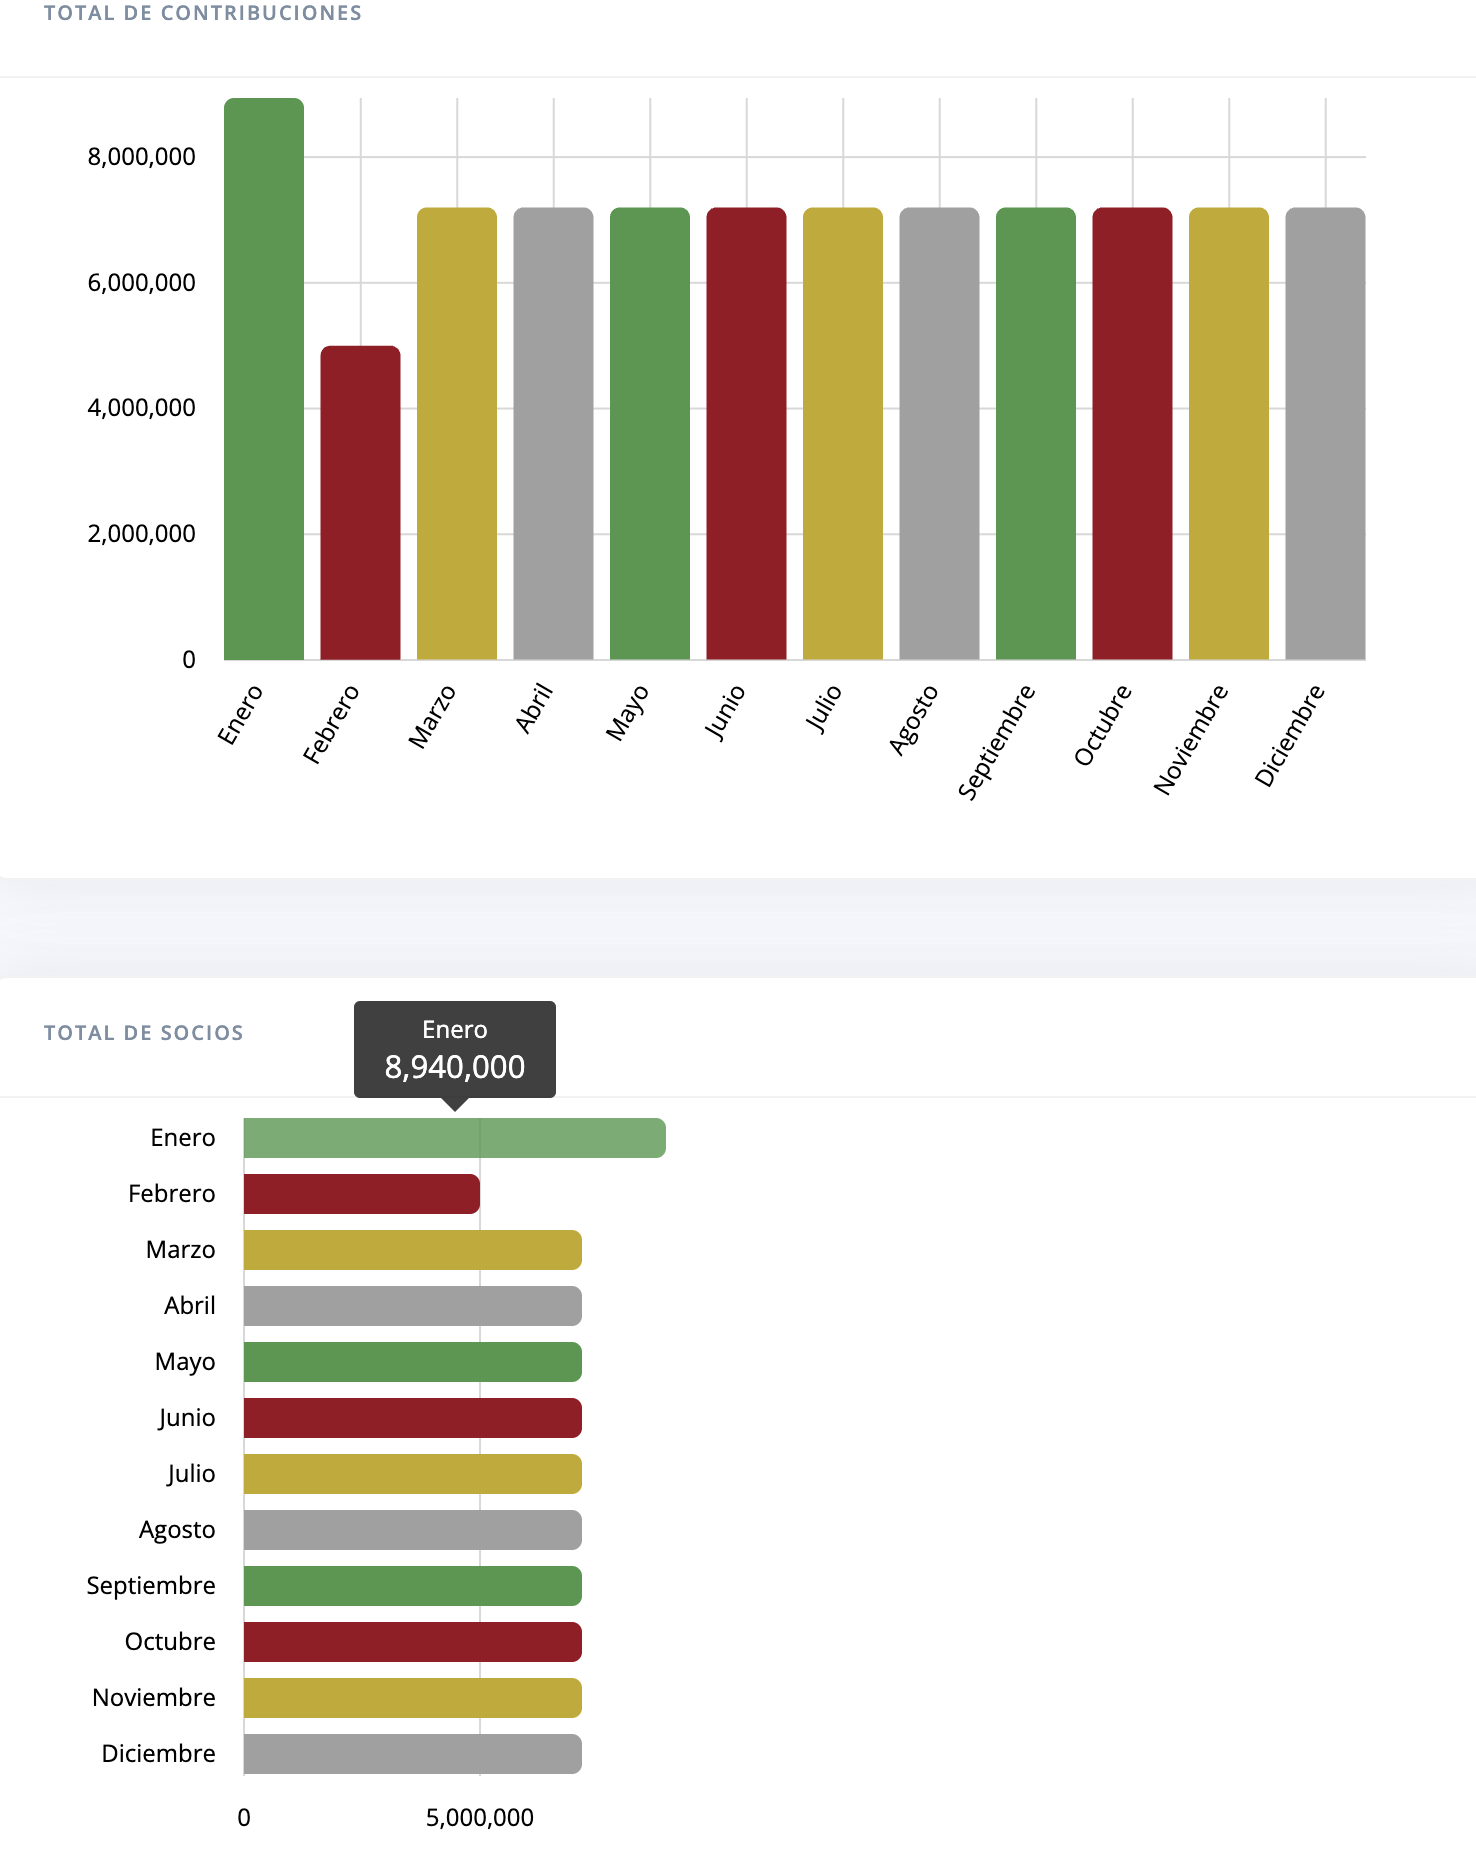 TOTAL DE CONTRIBUCIONES
8,000,000
6,000,000
4,000,000
2,000,000
0
Enero
Febrero
Marzo
Abril
Mayo
Junio
Julio
Agosto
Septiembre
Octubre
Noviembre
Diciembre
TOTAL DE SOCIOS
Enero
8,940,000
Enero
Febrero
Marzo
Abril
Mayo
Junio
Julio
Agosto
Septiembre
Octubre
Noviembre
Diciembre
0 5,000,000